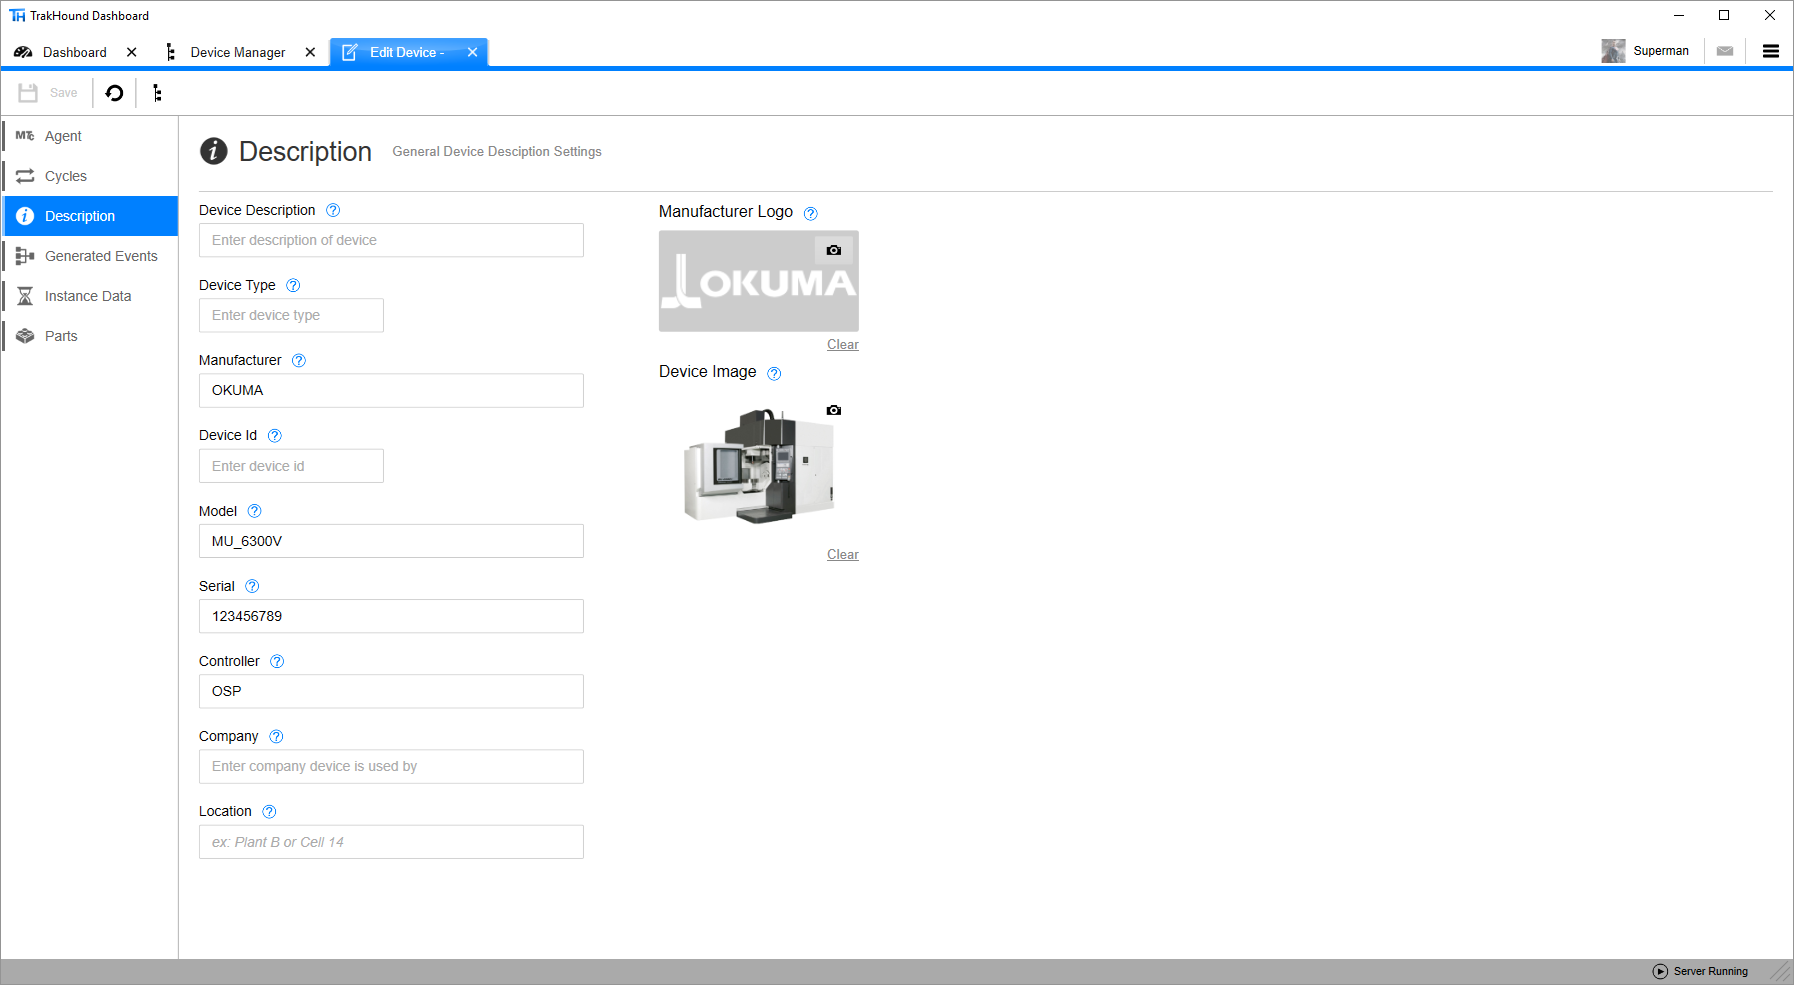 TH TrakHound Dashboard
Dashboard
Device Manager
Edit Device -
Superman
Save
MTc Agent
Cycles
Description
Generated Events
Instance Data
Parts
Description General Device Desciption Settings
Device Description
Enter description of device
Device Type
Enter device type
Manufacturer
OKUMA
Device Id
Enter device id
Model
MU_6300V
Serial
123456789
Controller
OSP
Company
Enter company device is used by
Location
ex: Plant B or Cell 14
Manufacturer Logo
OKUMA
Clear
Device Image
Clear
Server Running